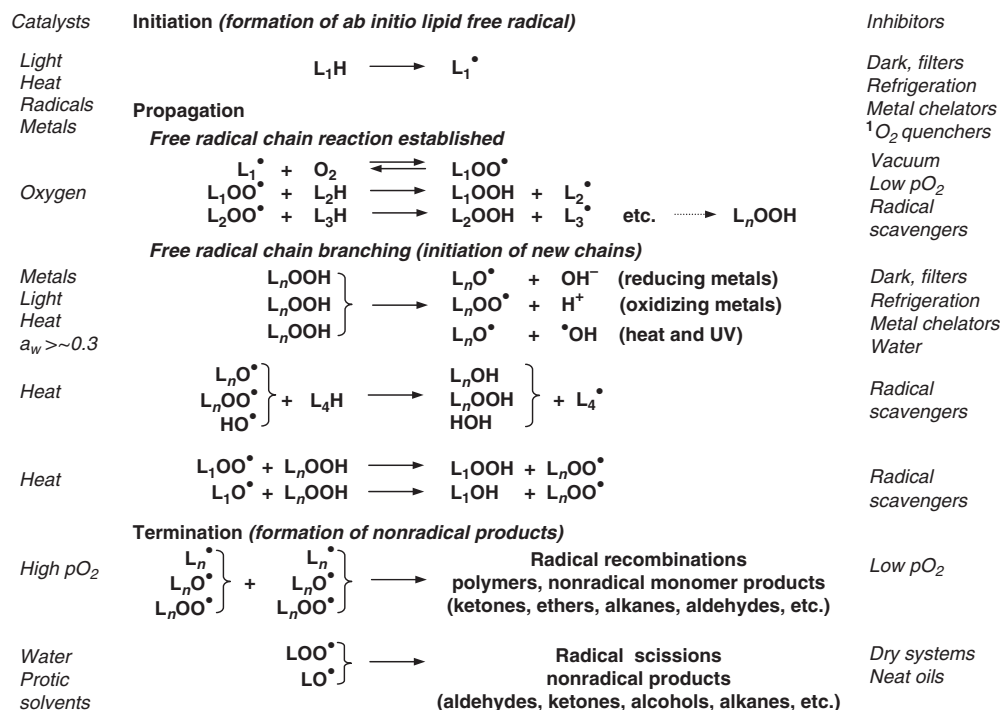 Catalysts Initiation (formation of ab initio lipid free radical) Inhibitors
Light L₁H ⟶ L₁• Dark, filters
Heat Refrigeration
Radicals Metal chelators
Metals Propagation ¹O₂ quenchers
Free radical chain reaction established
L₁• + O₂ ⇄ L₁OO• Vacuum
Oxygen L₁OO• + L₂H ⟶ L₁OOH + L₂• Low pO₂
L₂OO• + L₃H ⟶ L₂OOH + L₃• etc. ⇢ LₙOOH Radical
scavengers
Free radical chain branching (initiation of new chains)
Metals LₙOOH LₙO• + OH⁻ (reducing metals) Dark, filters
Light LₙOOH ⟶ LₙOO• + H⁺ (oxidizing metals) Refrigeration
Heat LₙOOH LₙO• + •OH (heat and UV) Metal chelators
a_w >~0.3 Water
LₙO• LₙOH
Heat LₙOO• + L₄H ⟶ LₙOOH + L₄• Radical
HO• HOH scavengers
L₁OO• + LₙOOH ⟶ L₁OOH + LₙOO•
Heat L₁O• + LₙOOH ⟶ L₁OH + LₙOO• Radical
scavengers
Termination (formation of nonradical products)
Lₙ• Lₙ• Radical recombinations
High pO₂ LₙO• + LₙO• ⟶ polymers, nonradical monomer products Low pO₂
LₙOO• LₙOO• (ketones, ethers, alkanes, aldehydes, etc.)
Water LOO• ⟶ Radical scissions Dry systems
Protic LO• nonradical products Neat oils
solvents (aldehydes, ketones, alcohols, alkanes, etc.)